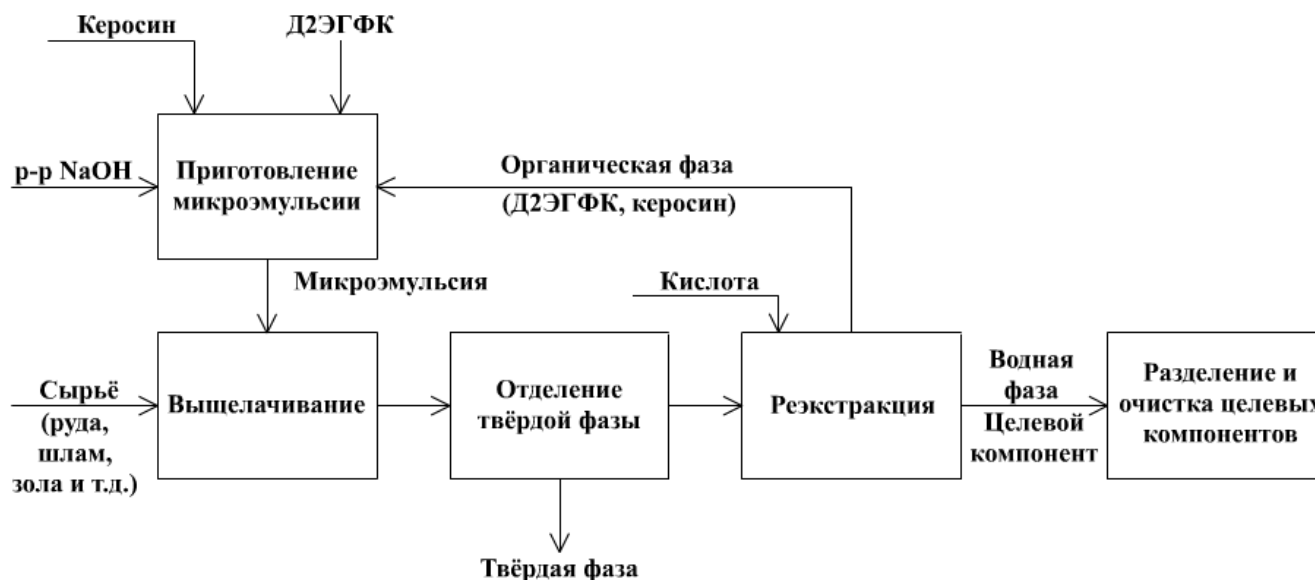 Керосин
Д2ЭГФК
р-р NaOH
Приготовление
микроэмульсии
Органическая фаза
(Д2ЭГФК, керосин)
Микроэмульсия
Кислота
Сырьё
(руда,
шлам,
зола и т.д.)
Выщелачивание
Отделение
твёрдой фазы
Реэкстракция
Водная
фаза
Целевой
компонент
Разделение и
очистка целевых
компонентов
Твёрдая фаза